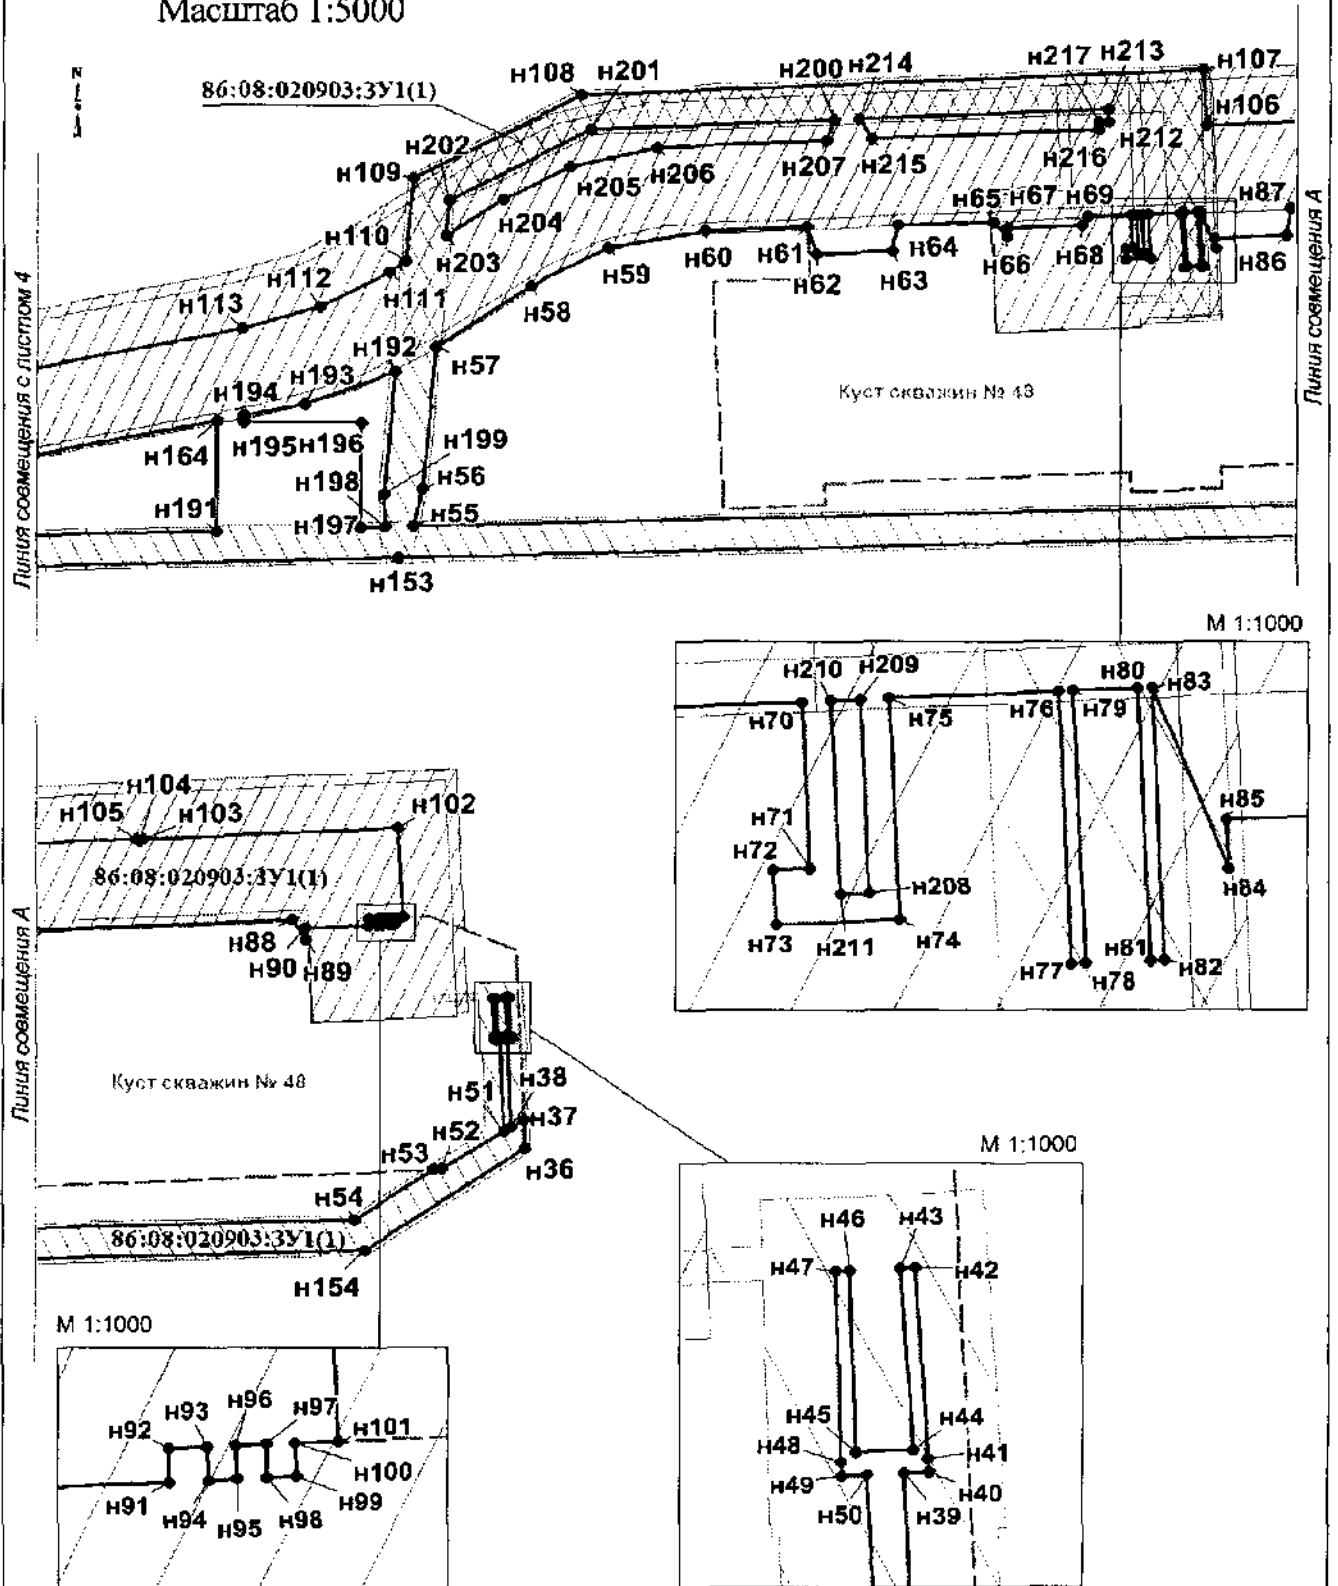 Масштаб 1:5000
86:08:020903:ЗУ1(1)
н108
н201
н200
н214
н217
н213
н107
н106
н202
н109
н207
н215
н216
н212
н206
н205
н204
н110
н203
н65
н67
н69
н87
н60
н61
н64
н66
н68
н86
н59
н62
н63
н112
н111
н113
н58
н192
н57
н193
н194
Куст скважин № 48
н164
н195
н196
н199
н198
н56
н191
н197
н55
н153
Линия совмещения с листом 4
Линия совмещения А
М 1:1000
н210
н209
н80
н83
н70
н75
н76
н79
н71
н85
н72
н208
н84
н73
н211
н74
н77
н78
н81
н82
н104
н105
н103
н102
86:08:020903:ЗУ1(1)
н88
н90
н89
Линия совмещения А
Куст скважин № 48
н51
н38
н37
н52
н53
н36
н54
86:08:020903:ЗУ1(1)
н154
М 1:1000
н96
н93
н97
н92
н101
н100
н91
н99
н94
н95
н98
М 1:1000
н46
н43
н47
н42
н45
н44
н48
н41
н49
н40
н50
н39